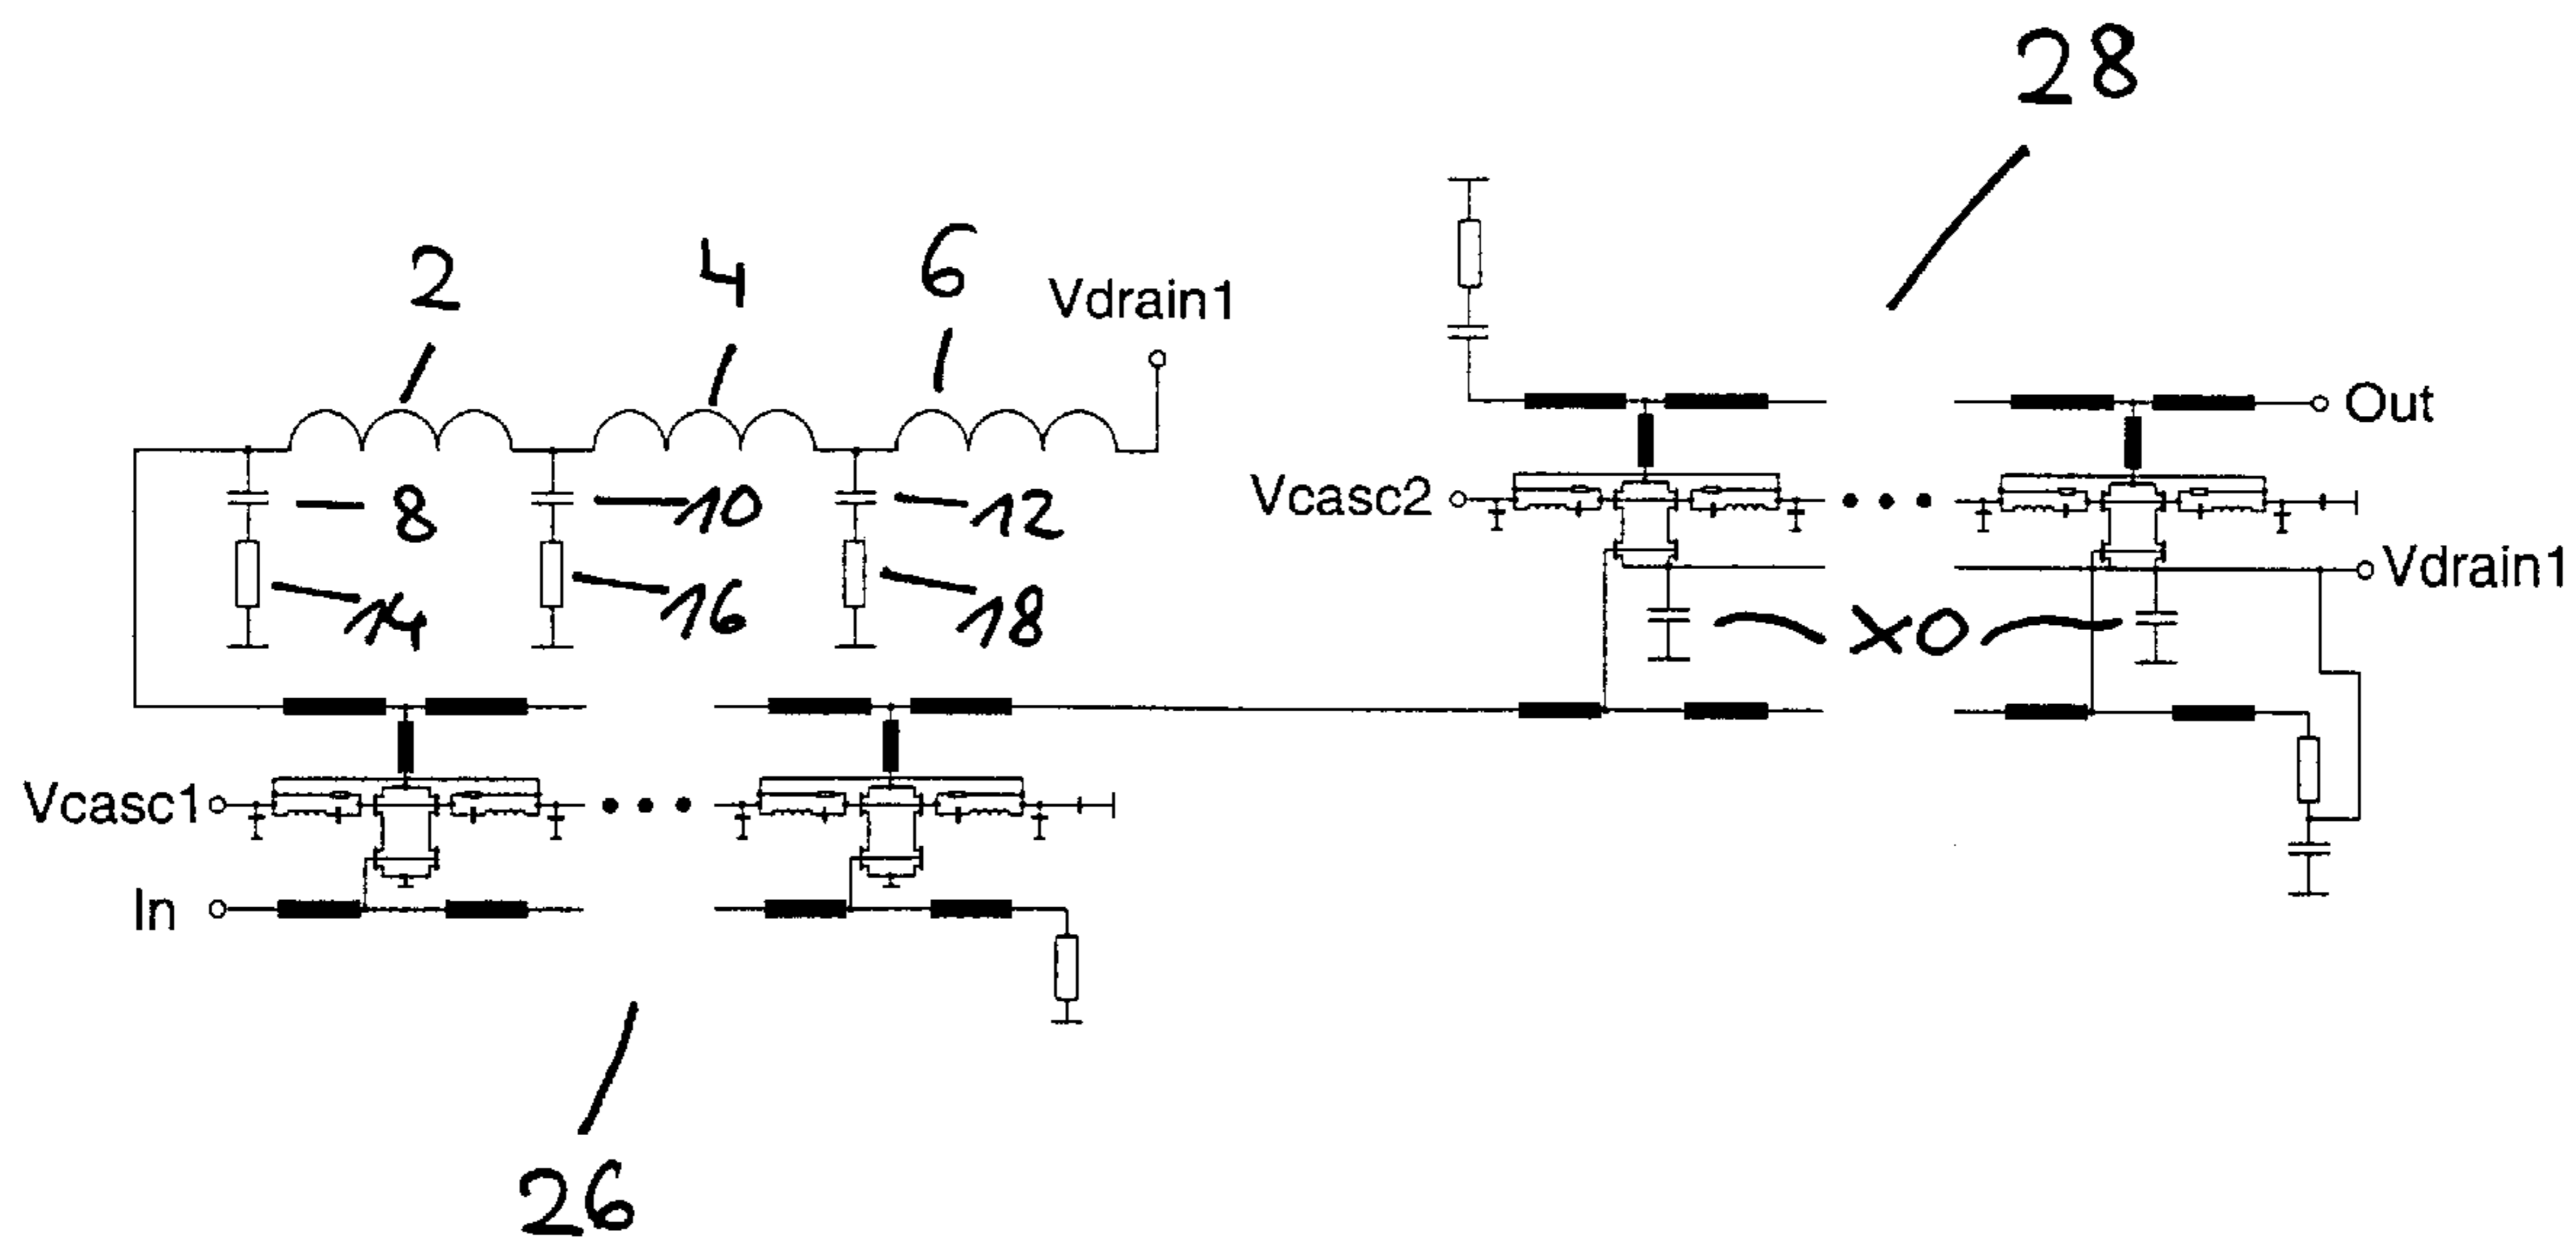 28
2 4 6 Vdrain1
Out
Vcasc2
8 10 12
Vdrain1
14 16 18 X0
Vcasc1
In
26